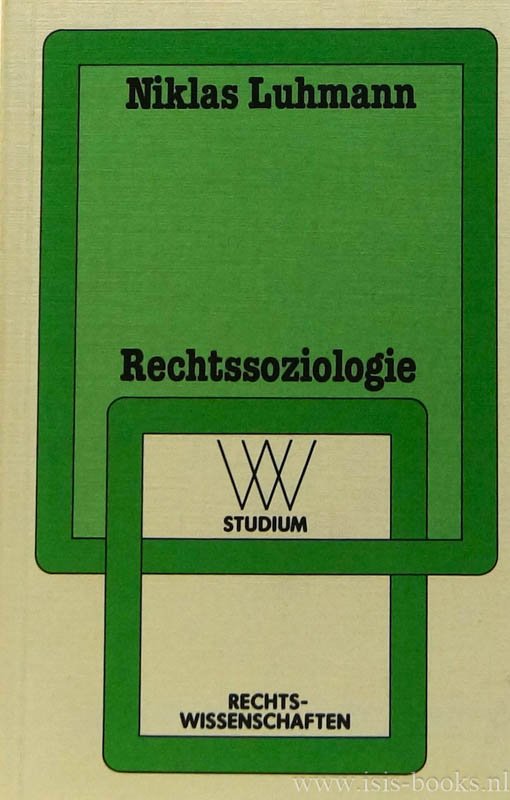 Niklas Luhmann
Rechtssoziologie
WV
STUDIUM
RECHTS-
WISSENSCHAFTEN
www.isis-books.nl